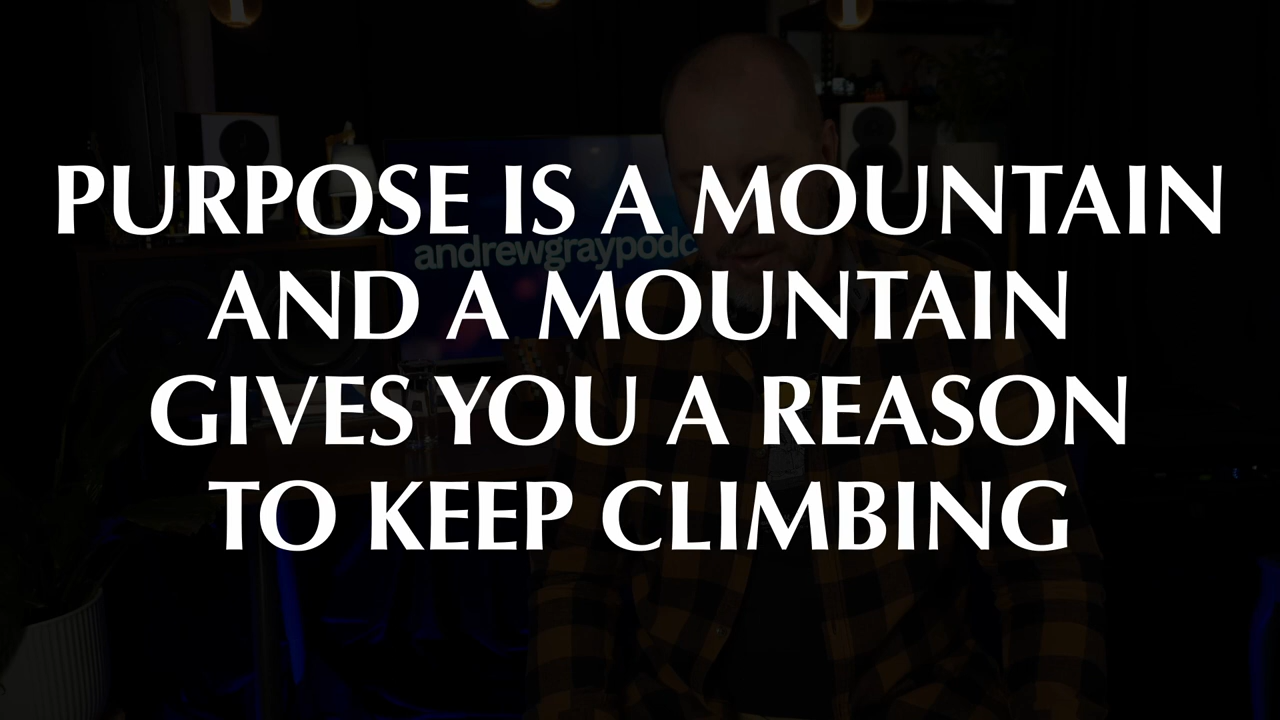 PURPOSE IS A MOUNTAIN
andrewgraypodc
AND A MOUNTAIN
GIVES YOU A REASON
TO KEEP CLIMBING